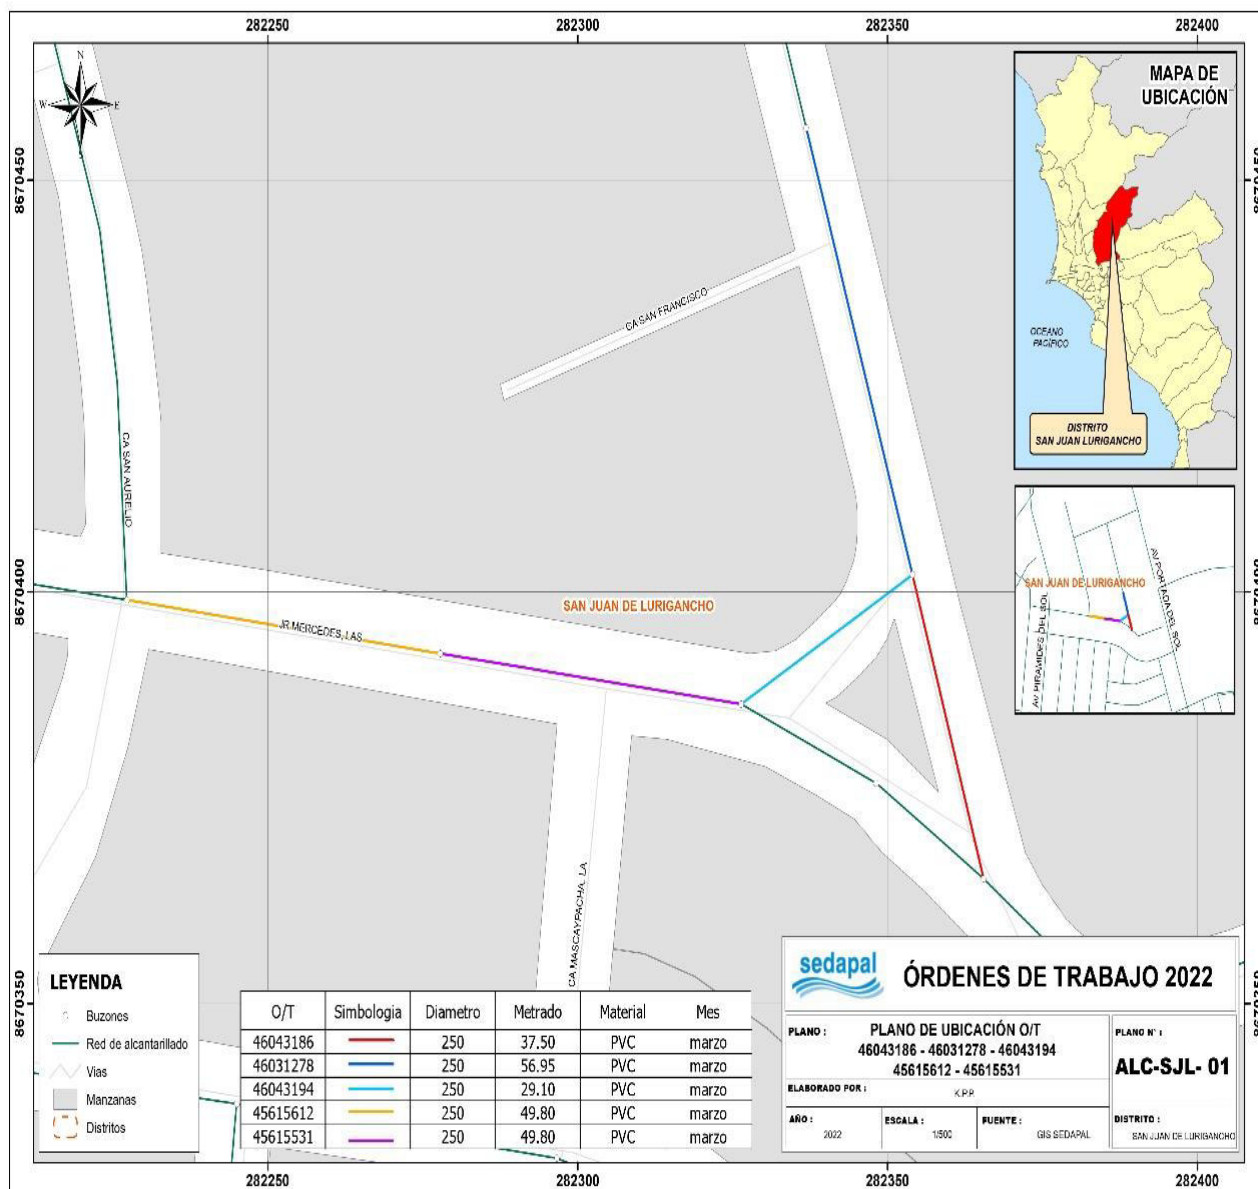 282250 282300 282350 282400
8670450
8670400
8670350
8670450
8670400
8670350
N
W E
CA SAN AURELIO
CA SAN FRANCISCO
SAN JUAN DE LURIGANCHO
JR.MERCEDES, LAS
CA MASCAYPACHA, LA
MAPA DE
UBICACIÓN
OCEANO
PACÍFICO
DISTRITO
SAN JUAN LURIGANCHO
SAN JUAN DE LURIGANCHO
AV PIRAMIDES DEL SOL
AV PORTADA DEL SOL
LEYENDA
Buzones
Red de alcantarillado
Vias
Manzanas
Distritos
O/T Simbologia Diametro Metrado Material Mes
46043186 250 37.50 PVC marzo
46031278 250 56.95 PVC marzo
46043194 250 29.10 PVC marzo
45615612 250 49.80 PVC marzo
45615531 250 49.80 PVC marzo
sedapal
ÓRDENES DE TRABAJO 2022
PLANO : PLANO DE UBICACIÓN O/T
46043186 - 46031278 - 46043194
45615612 - 45615531
PLANO N° :
ALC-SJL- 01
ELABORADO POR :
K.P.P.
AÑO :
2022
ESCALA :
1/500
FUENTE :
GIS SEDAPAL
DISTRITO :
SAN JUAN DE LURIGANCHO
282250 282300 282350 282400